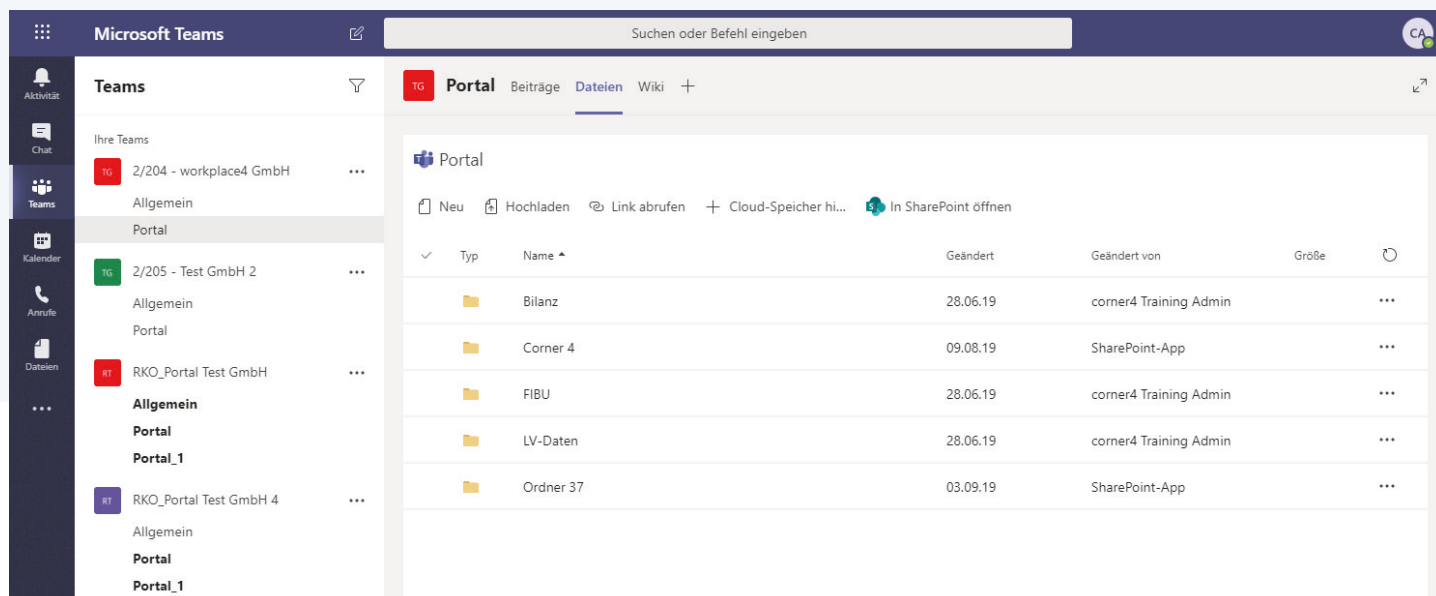 Microsoft Teams
Suchen oder Befehl eingeben
CA
Aktivität
Chat
Teams
Kalender
Anrufe
Dateien
Teams
Ihre Teams
TG 2/204 - workplace4 GmbH
Allgemein
Portal
TG 2/205 - Test GmbH 2
Allgemein
Portal
RT RKO_Portal Test GmbH
Allgemein
Portal
Portal_1
RT RKO_Portal Test GmbH 4
Allgemein
Portal
Portal_1
TG Portal Beiträge Dateien Wiki
Portal
Neu Hochladen Link abrufen Cloud-Speicher hi... In SharePoint öffnen
Typ Name Geändert Geändert von Größe
Bilanz 28.06.19 corner4 Training Admin
Corner 4 09.08.19 SharePoint-App
FIBU 28.06.19 corner4 Training Admin
LV-Daten 28.06.19 corner4 Training Admin
Ordner 37 03.09.19 SharePoint-App